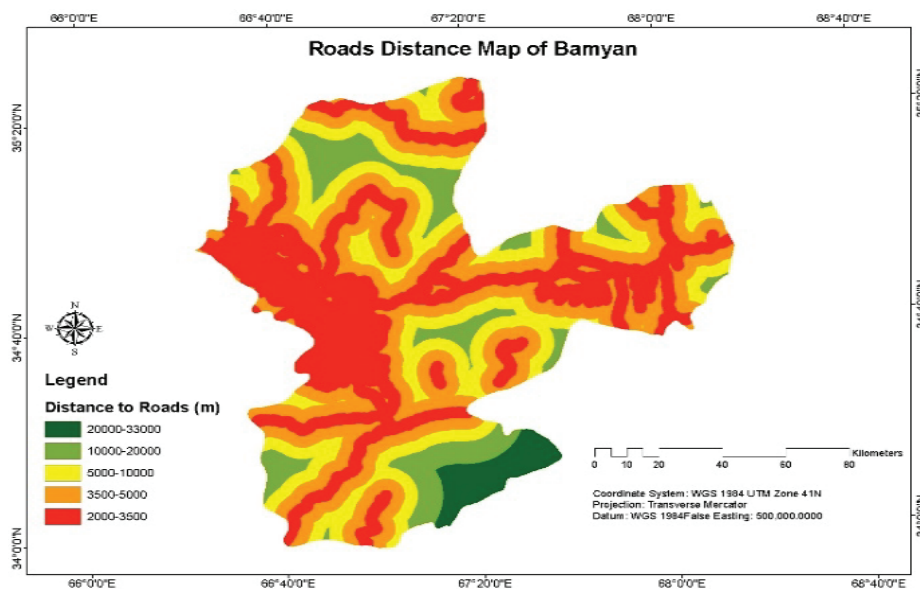 66°0'0"E 66°40'0"E 67°20'0"E 68°0'0"E 68°40'0"E
Roads Distance Map of Bamyan
35°20'0"N
34°40'0"N
34°0'0"N
N
W E
S
Legend
Distance to Roads (m)
20000-33000
10000-20000
5000-10000
3500-5000
2000-3500
Kilometers
0 10 20 40 60 80
Coordinate System: WGS 1984 UTM Zone 41N
Projection: Transverse Mercator
Datum: WGS 1984False Easting: 500,000.0000
66°0'0"E 66°40'0"E 67°20'0"E 68°0'0"E 68°40'0"E